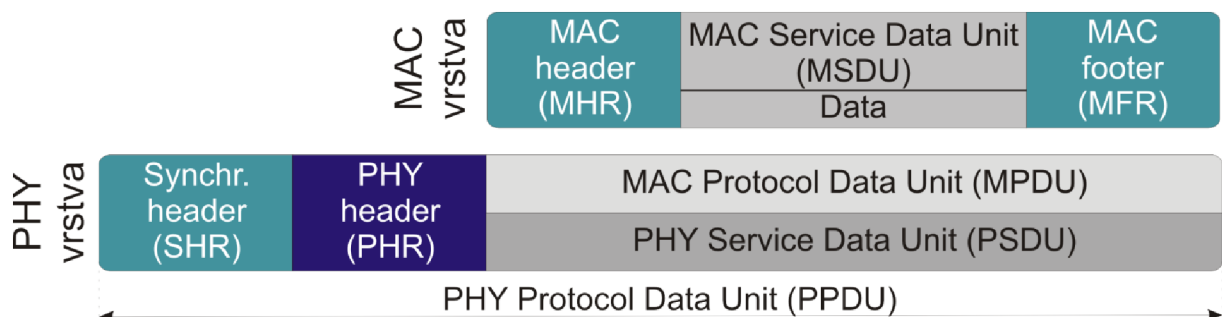 MAC
vrstva
MAC
header
(MHR)
MAC Service Data Unit
(MSDU)
Data
MAC
footer
(MFR)
PHY
vrstva
Synchr.
header
(SHR)
PHY
header
(PHR)
MAC Protocol Data Unit (MPDU)
PHY Service Data Unit (PSDU)
PHY Protocol Data Unit (PPDU)